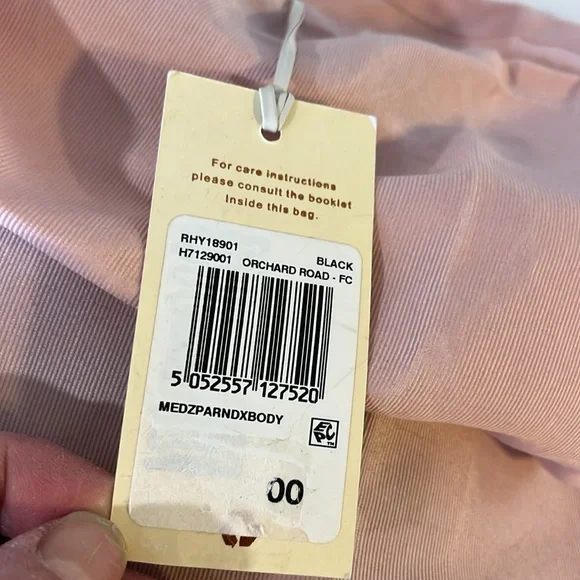 For care instructions
please consult the booklet
Inside this bag.
RHY18901 BLACK
H7129001 ORCHARD ROAD - FC
5 052557 127520
MEDZPARNDXBODY
00